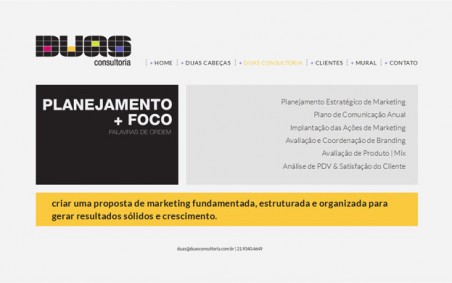 DUAS
consultoria
+ HOME + DUAS CABEÇAS + DUAS CONSULTORIA + CLIENTES + MURAL + CONTATO
PLANEJAMENTO
+ FOCO
PALAVRAS DE ORDEM
Planejamento Estratégico de Marketing
Plano de Comunicação Anual
Implantação das Ações de Marketing
Avaliação e Coordenação de Branding
Avaliação de Produto | Mix
Análise de PDV & Satisfação do Cliente
criar uma proposta de marketing fundamentada, estruturada e organizada para
gerar resultados sólidos e crescimento.
duas@duasconsultoria.com.br | 21.9340.4649